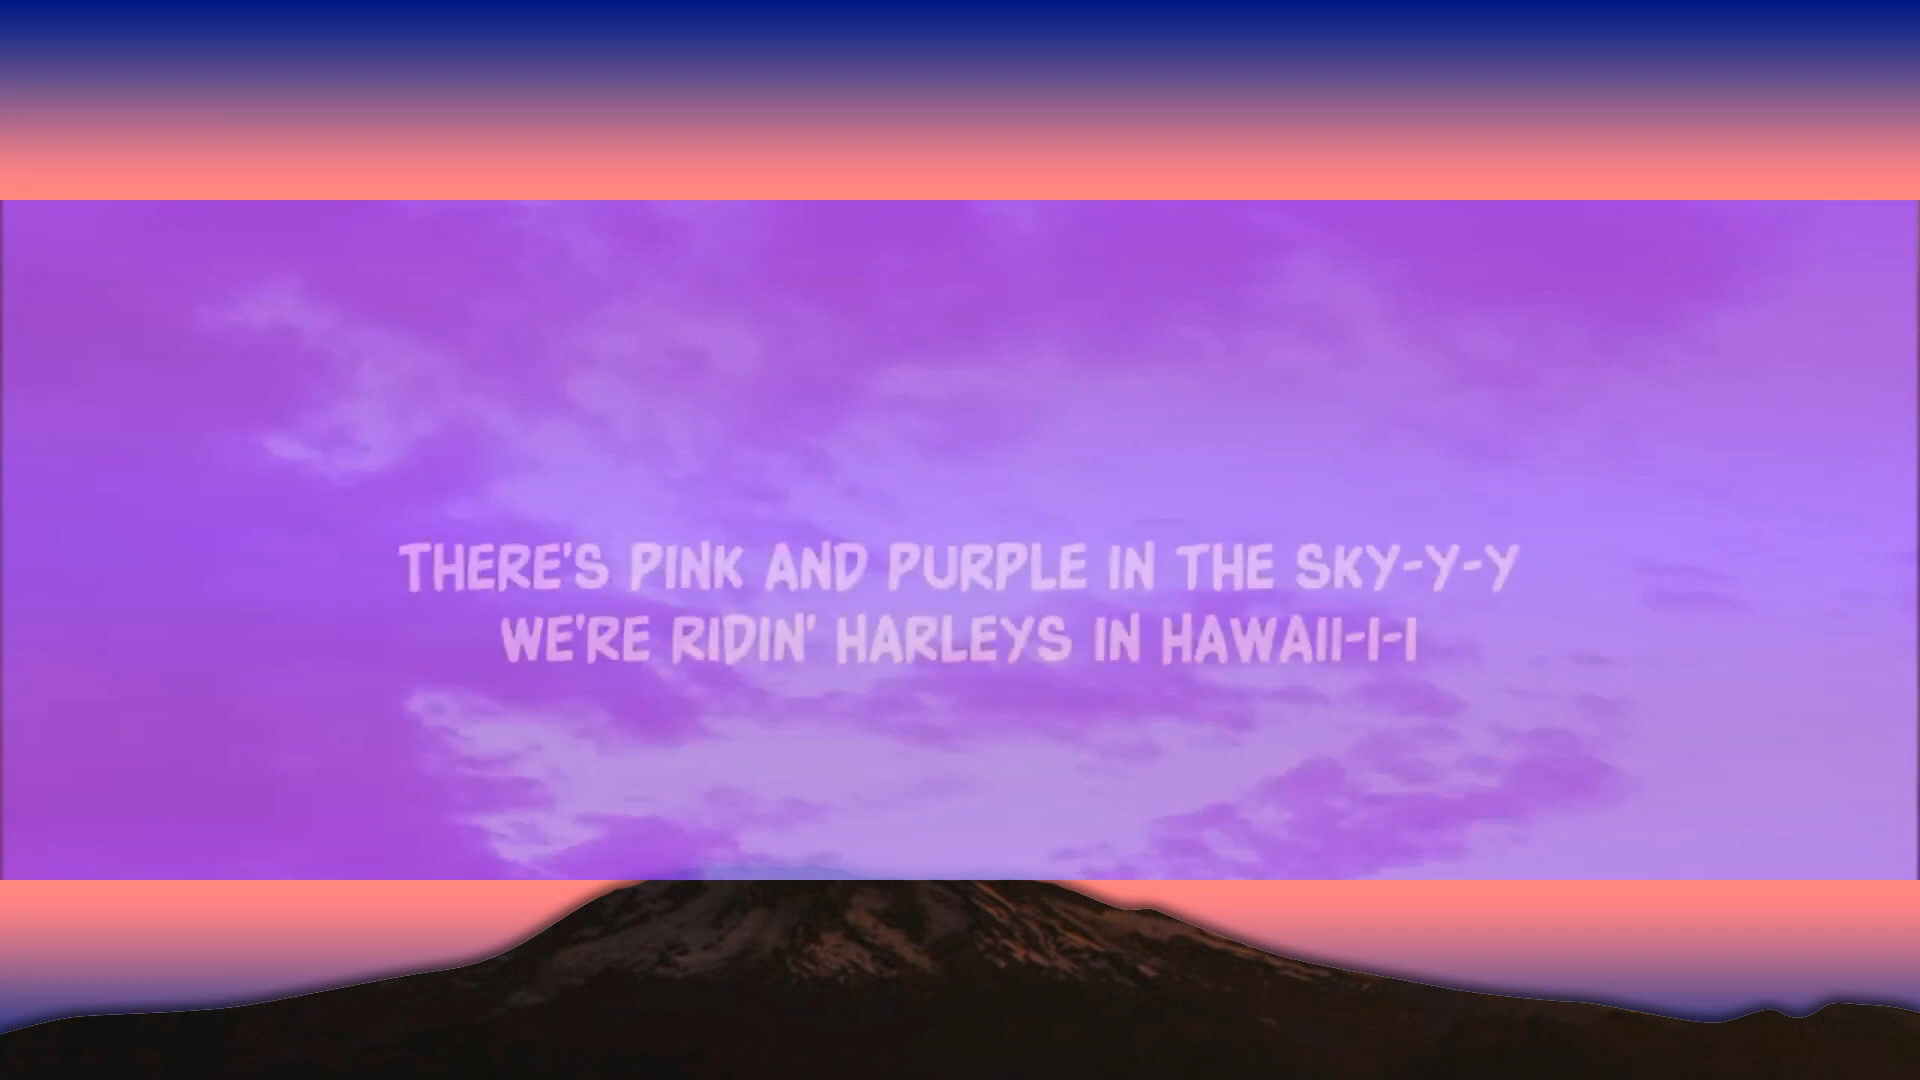 THERE'S PINK AND PURPLE IN THE SKY-Y-Y
WE'RE RIDIN' HARLEYS IN HAWAII-I-I